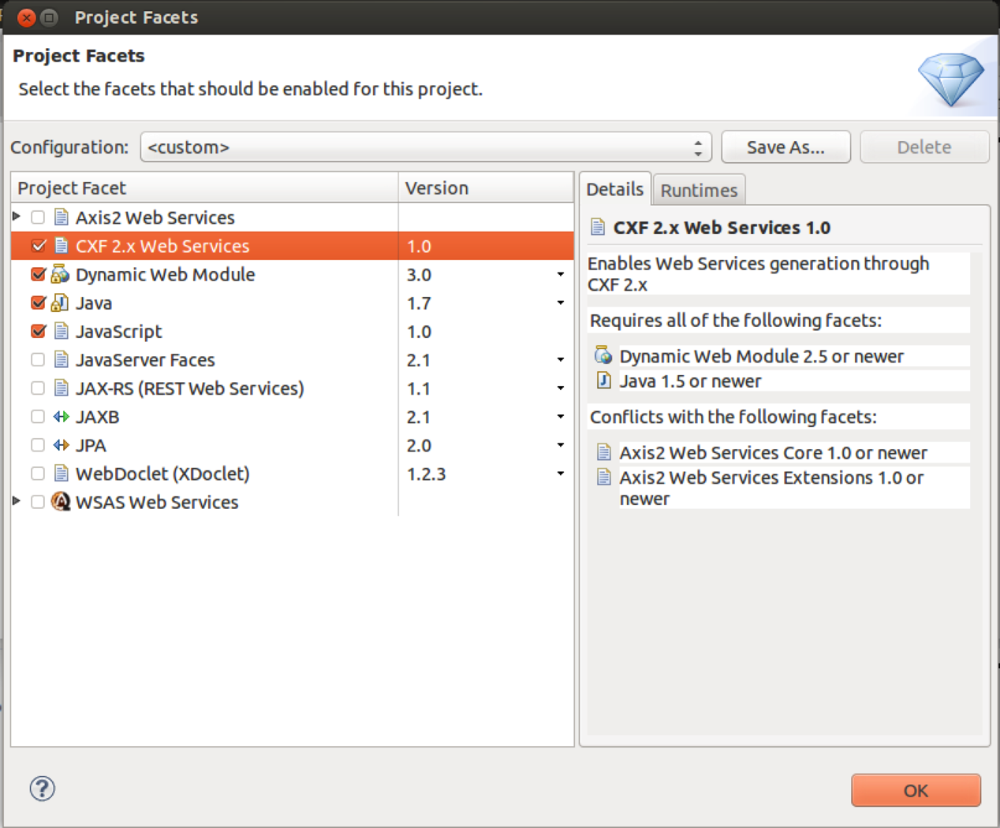 Project Facets
Project Facets
Select the facets that should be enabled for this project.
Configuration: <custom> Save As... Delete
Project Facet Version
Axis2 Web Services
CXF 2.x Web Services 1.0
Dynamic Web Module 3.0
Java 1.7
JavaScript 1.0
JavaServer Faces 2.1
JAX-RS (REST Web Services) 1.1
JAXB 2.1
JPA 2.0
WebDoclet (XDoclet) 1.2.3
WSAS Web Services
Details Runtimes
CXF 2.x Web Services 1.0
Enables Web Services generation through
CXF 2.x
Requires all of the following facets:
Dynamic Web Module 2.5 or newer
Java 1.5 or newer
Conflicts with the following facets:
Axis2 Web Services Core 1.0 or newer
Axis2 Web Services Extensions 1.0 or
newer
?
OK